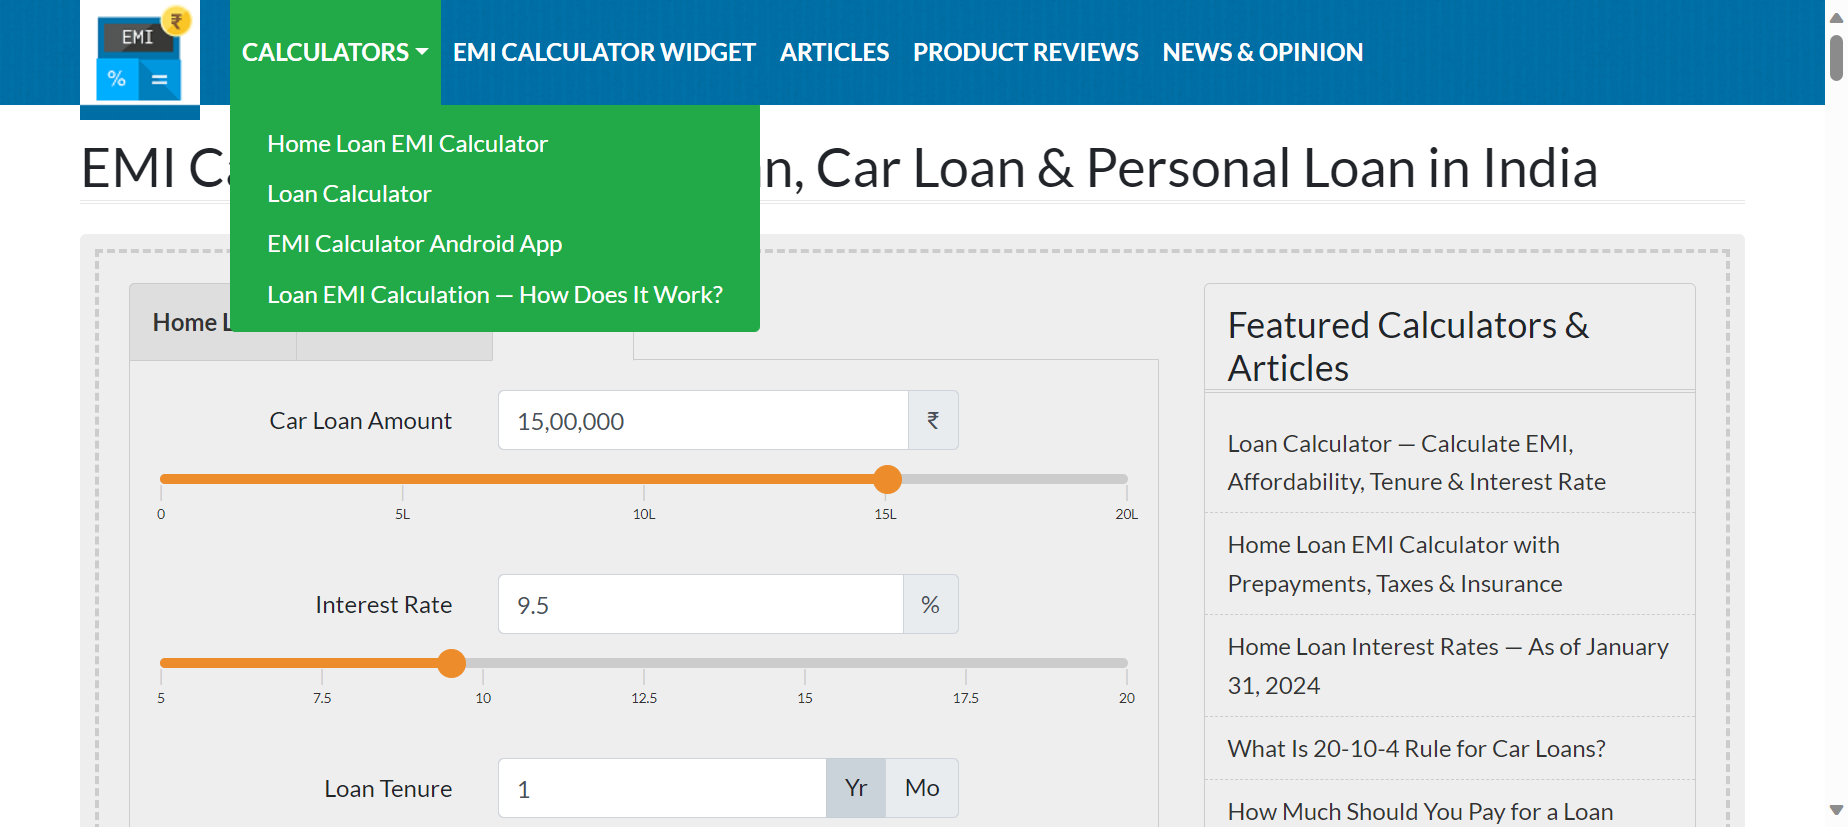 EMI
%
=
₹
CALCULATORS
EMI CALCULATOR WIDGET
ARTICLES
PRODUCT REVIEWS
NEWS & OPINION
Home Loan EMI Calculator
Loan Calculator
EMI Calculator Android App
Loan EMI Calculation — How Does It Work?
EMI
Car Loan & Personal Loan in India
Home
Car Loan Amount
15,00,000
₹
0
5L
10L
15L
20L
Interest Rate
9.5
%
5
7.5
10
12.5
15
17.5
20
Loan Tenure
1
Yr
Mo
Featured Calculators &
Articles
Loan Calculator — Calculate EMI,
Affordability, Tenure & Interest Rate
Home Loan EMI Calculator with
Prepayments, Taxes & Insurance
Home Loan Interest Rates — As of January
31, 2024
What Is 20-10-4 Rule for Car Loans?
How Much Should You Pay for a Loan